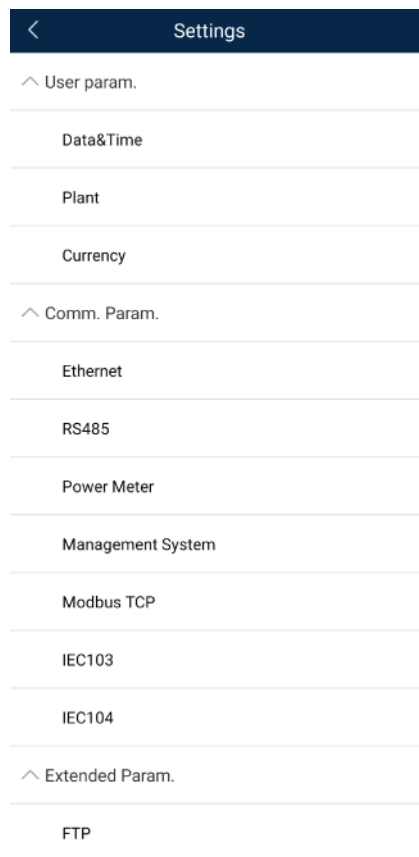 Settings
User param.
Data&Time
Plant
Currency
Comm. Param.
Ethernet
RS485
Power Meter
Management System
Modbus TCP
IEC103
IEC104
Extended Param.
FTP